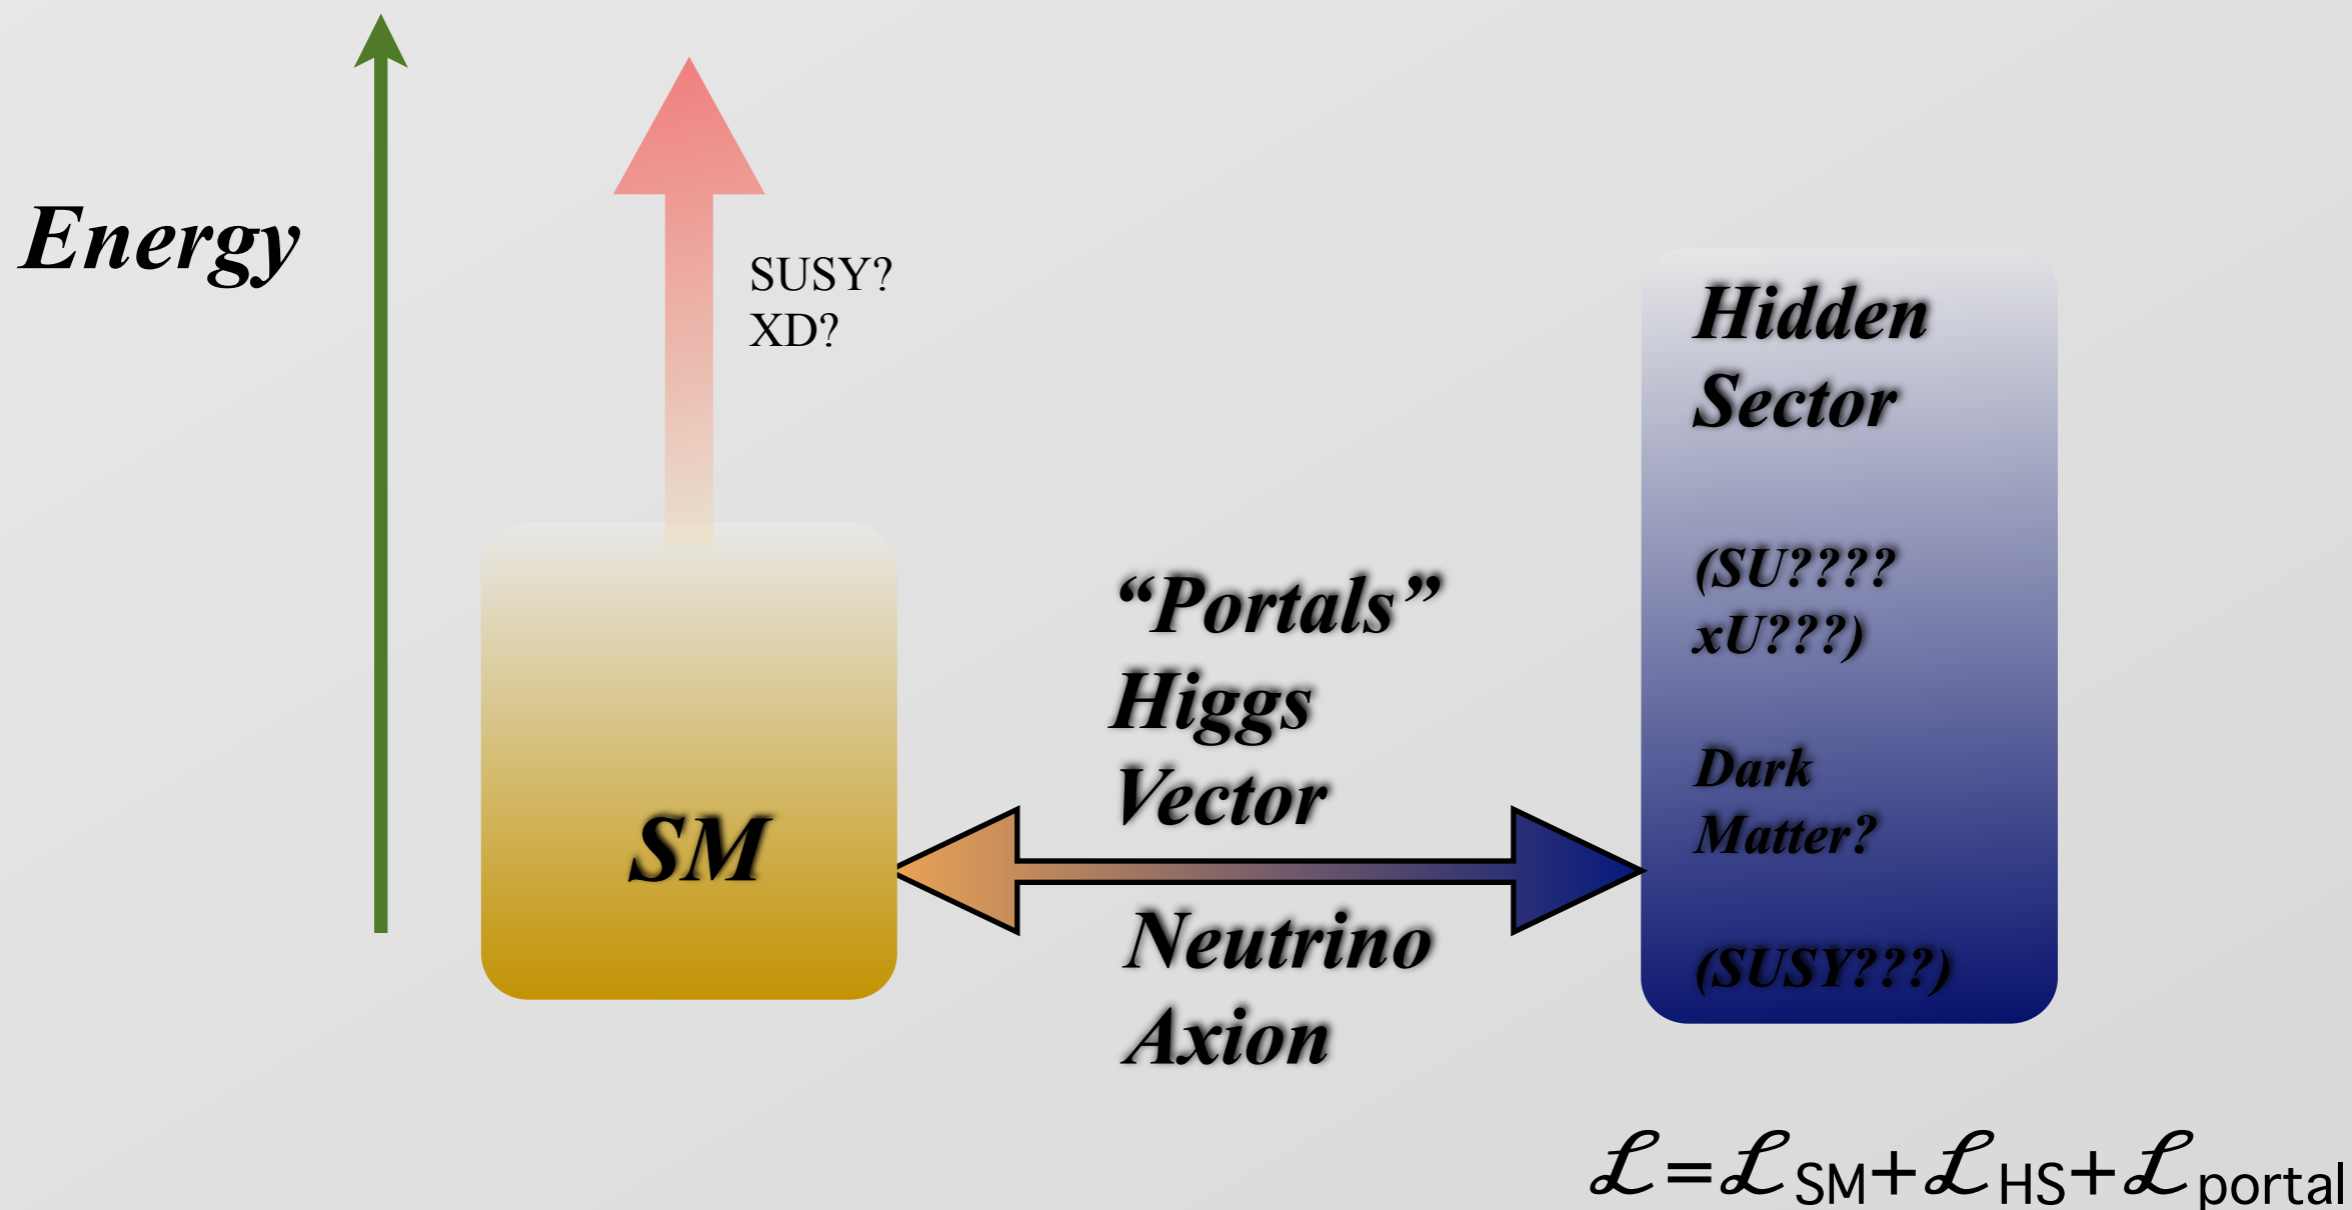 Energy
SUSY?
XD?
SM
“Portals”
Higgs
Vector
Neutrino
Axion
Hidden
Sector
(SU????
xU???)
Dark
Matter?
(SUSY???)
ℒ=ℒSM+ℒHS+ℒportal